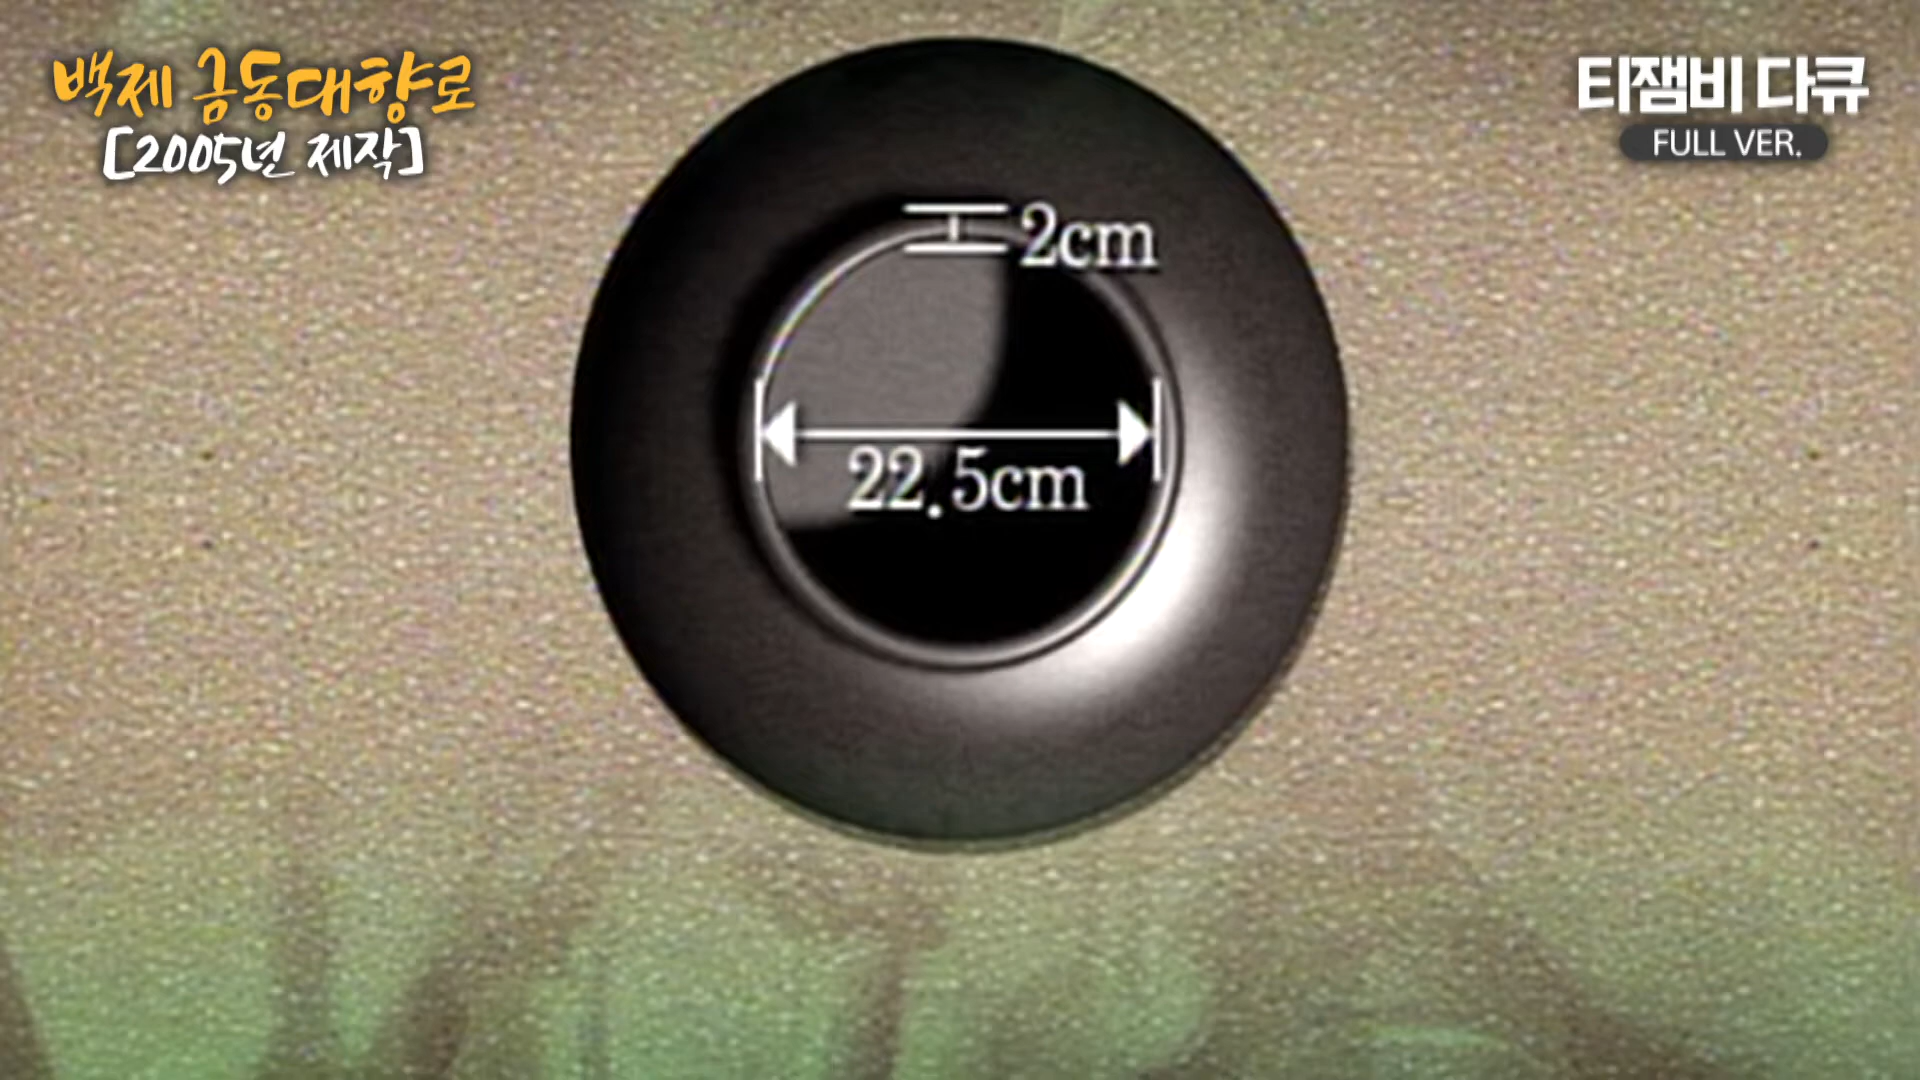 백제 금동대향로
[2005년 제작]
티잼비 다큐
FULL VER.
2cm
22.5cm